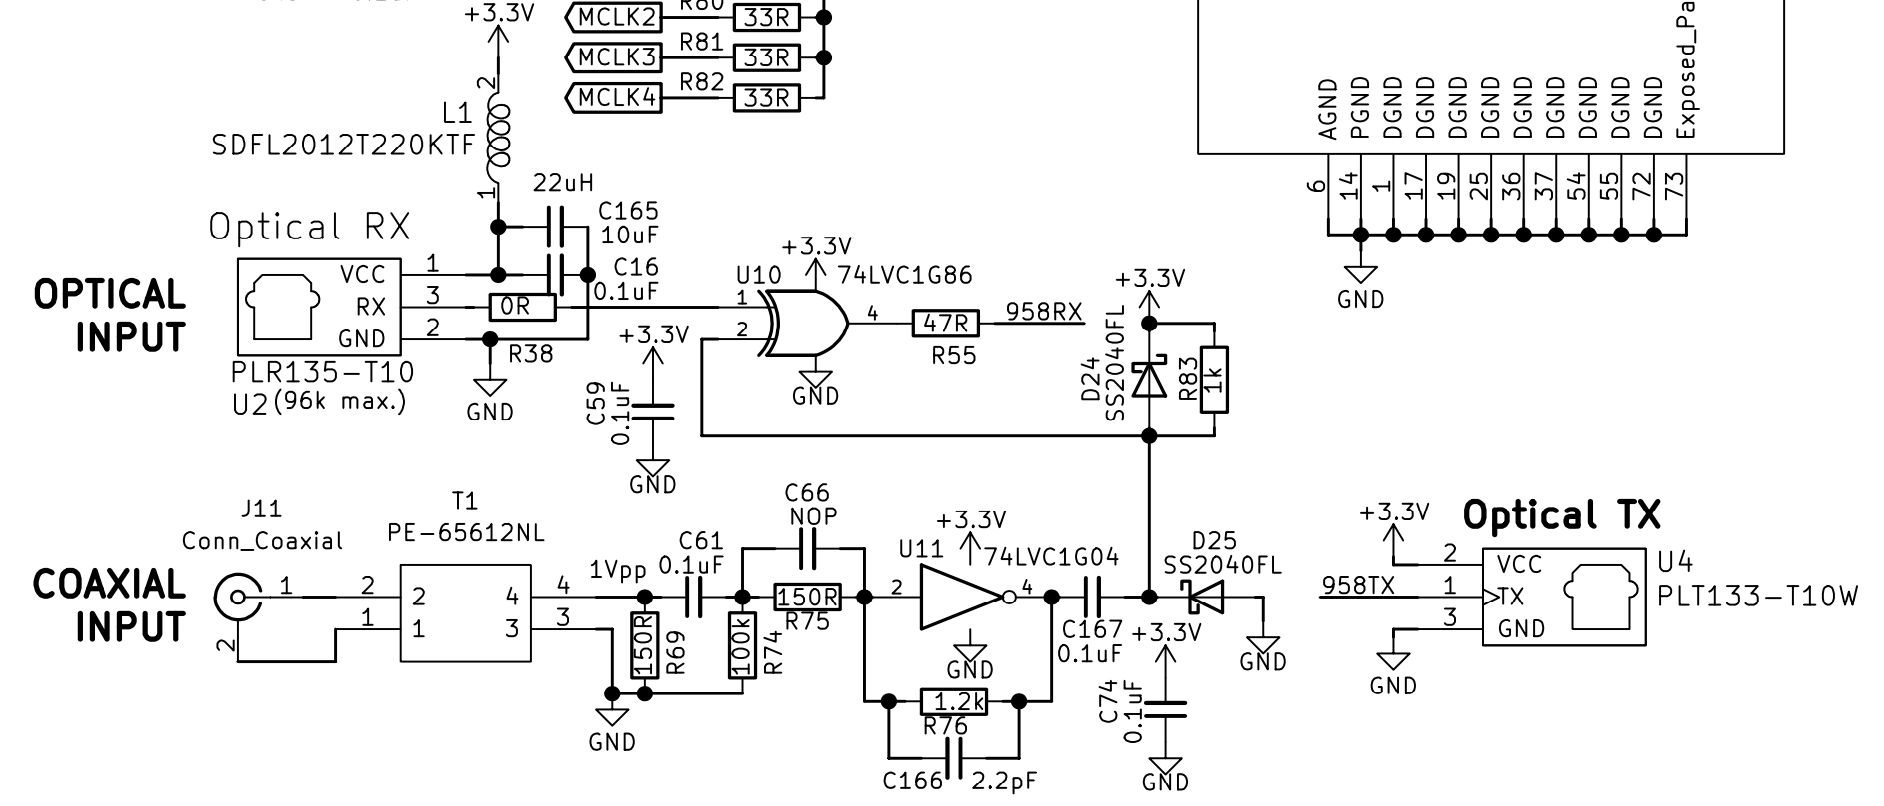 +3.3V
MCLK2
R80
33R
MCLK3
R81
33R
MCLK4
R82
33R
2
L1
SDFL2012T220KTF
1
22uH
C165
10uF
C16
0.1uF
Optical RX
OPTICAL
INPUT
VCC
1
RX
3
0R
GND
2
R38
PLR135-T10
U2
(96k max.)
GND
+3.3V
C59
0.1uF
GND
+3.3V
U10
74LVC1G86
1
2
4
GND
47R
R55
958RX
+3.3V
D24
SS2040FL
R83
1k
AGND
PGND
DGND
DGND
DGND
DGND
DGND
DGND
DGND
DGND
DGND
Exposed_Pa
6
14
1
17
19
25
36
37
54
55
72
73
GND
COAXIAL
INPUT
J11
Conn_Coaxial
1
2
T1
PE-65612NL
2
1
2
1
4
3
4
3
1Vpp
C61
0.1uF
150R
R69
100k
R74
GND
C66
NOP
150R
R75
+3.3V
U11
74LVC1G04
2
4
GND
1.2k
R76
C166
2.2pF
C167
0.1uF
D25
SS2040FL
GND
+3.3V
C74
0.1uF
GND
Optical TX
+3.3V
2
VCC
958TX
1
TX
3
GND
GND
U4
PLT133-T10W